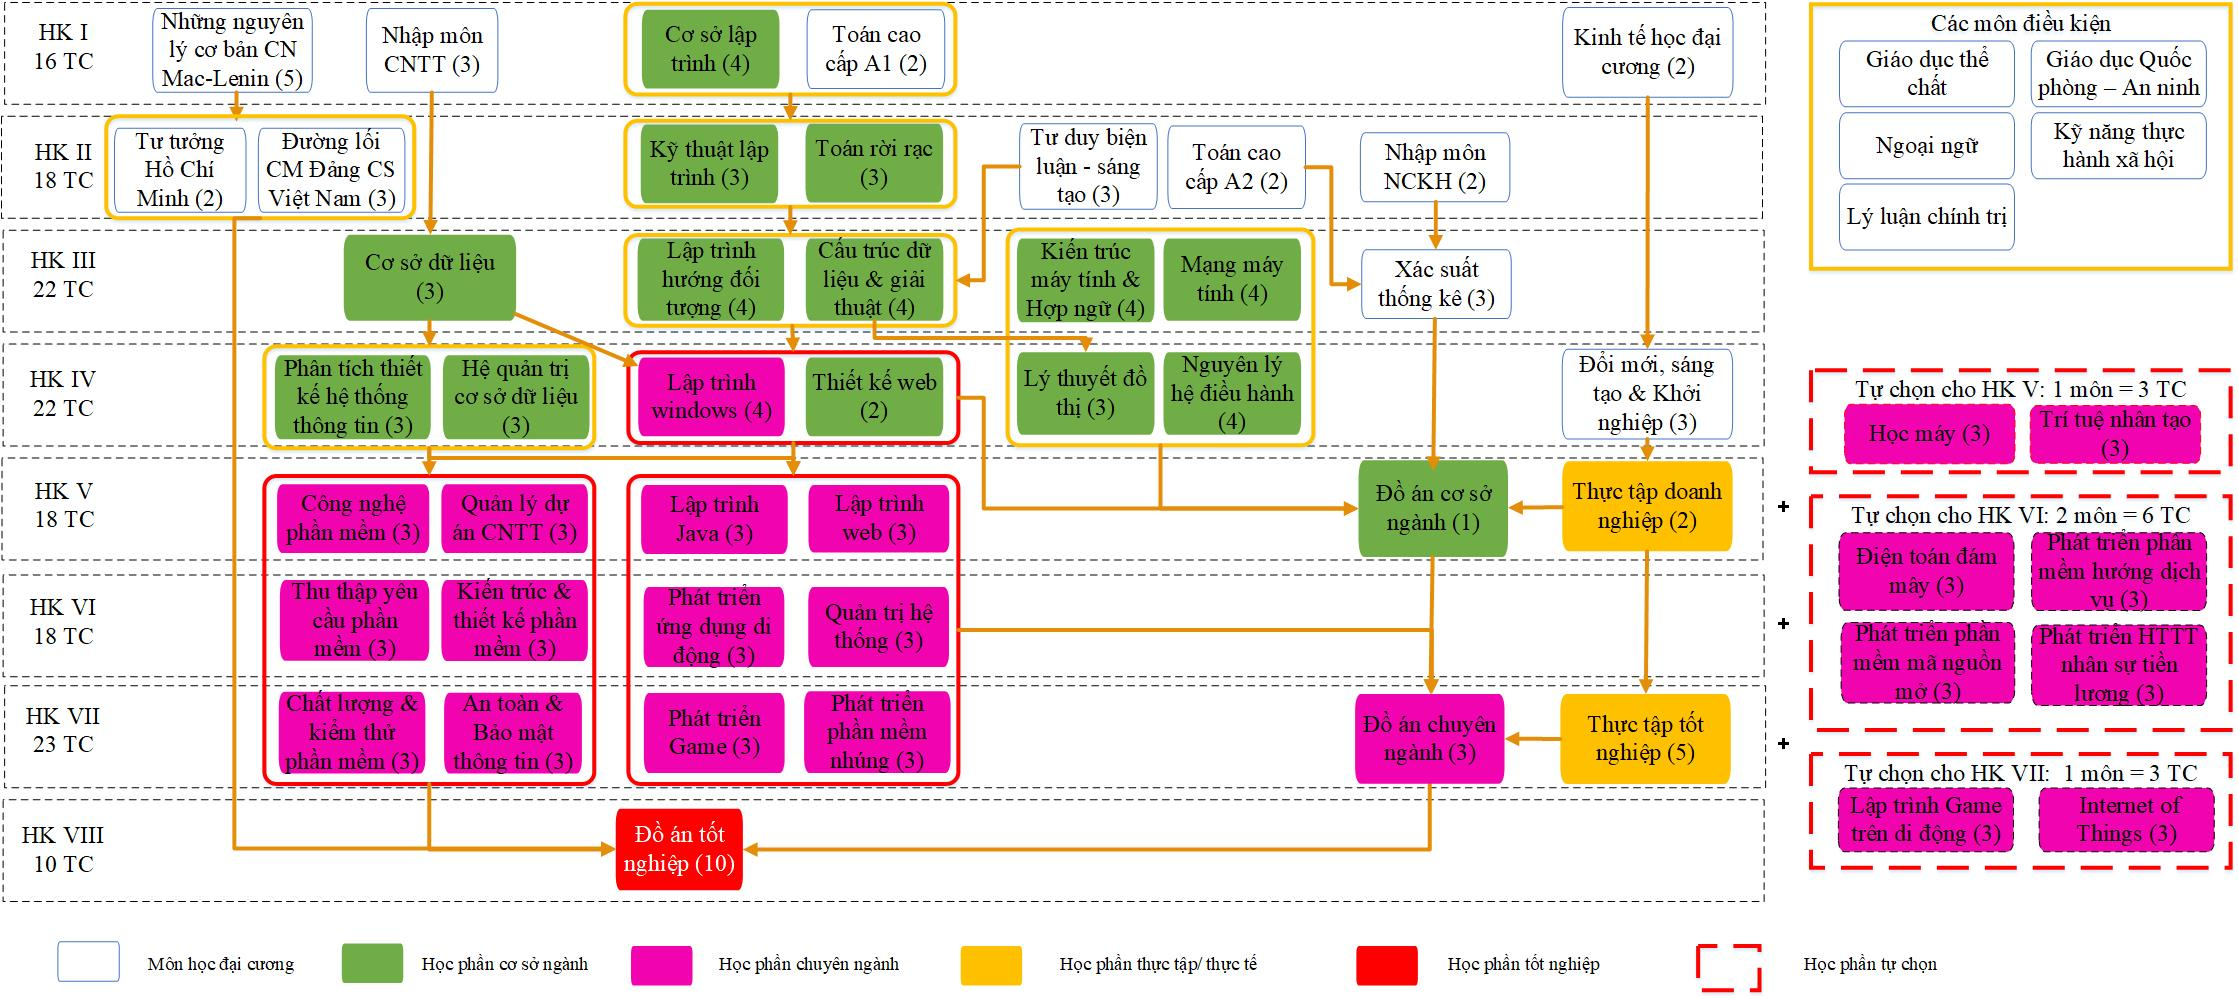 HK I
16 TC
Những nguyên
lý cơ bản CN
Mac-Lenin (5)
Nhập môn
CNTT (3)
Cơ sở lập
trình (4)
Toán cao
cấp A1 (2)
Kinh tế học đại
cương (2)
HK II
18 TC
Tư tưởng
Hồ Chí
Minh (2)
Đường lối
CM Đảng CS
Việt Nam (3)
Kỹ thuật lập
trình (3)
Toán rời rạc
(3)
Tư duy biện
luận - sáng
tạo (3)
Toán cao
cấp A2 (2)
Nhập môn
NCKH (2)
HK III
22 TC
Cơ sở dữ liệu
(3)
Lập trình
hướng đối
tượng (4)
Cấu trúc dữ
liệu & giải
thuật (4)
Kiến trúc
máy tính &
Hợp ngữ (4)
Mạng máy
tính (4)
Xác suất
thống kê (3)
HK IV
22 TC
Phân tích thiết
kế hệ thống
thông tin (3)
Hệ quản trị
cơ sở dữ liệu
(3)
Lập trình
windows (4)
Thiết kế web
(2)
Lý thuyết đồ
thị (3)
Nguyên lý
hệ điều hành
(4)
Đổi mới, sáng
tạo & Khởi
nghiệp (3)
HK V
18 TC
Công nghệ
phần mềm (3)
Quản lý dự
án CNTT (3)
Lập trình
Java (3)
Lập trình
web (3)
Đồ án cơ sở
ngành (1)
Thực tập doanh
nghiệp (2)
HK VI
18 TC
Thu thập yêu
cầu phần
mềm (3)
Kiến trúc &
thiết kế phần
mềm (3)
Phát triển
ứng dụng di
động (3)
Quản trị hệ
thống (3)
HK VII
23 TC
Chất lượng &
kiểm thử
phần mềm (3)
An toàn &
Bảo mật
thông tin (3)
Phát triển
Game (3)
Phát triển
phần mềm
nhúng (3)
Đồ án chuyên
ngành (3)
Thực tập tốt
nghiệp (5)
HK VIII
10 TC
Đồ án tốt
nghiệp (10)
Các môn điều kiện
Giáo dục thể
chất
Giáo dục Quốc
phòng – An ninh
Ngoại ngữ
Kỹ năng thực
hành xã hội
Lý luận chính trị
Tự chọn cho HK V: 1 môn = 3 TC
Học máy (3)
Trí tuệ nhân tạo
(3)
+
Tự chọn cho HK VI: 2 môn = 6 TC
Điện toán đám
mây (3)
Phát triển phần
mềm hướng dịch
vụ (3)
+
Phát triển phần
mềm mã nguồn
mở (3)
Phát triển HTTT
nhân sự tiền
lương (3)
+
Tự chọn cho HK VII: 1 môn = 3 TC
Lập trình Game
trên di động (3)
Internet of
Things (3)
Môn học đại cương
Học phần cơ sở ngành
Học phần chuyên ngành
Học phần thực tập/ thực tế
Học phần tốt nghiệp
Học phần tự chọn